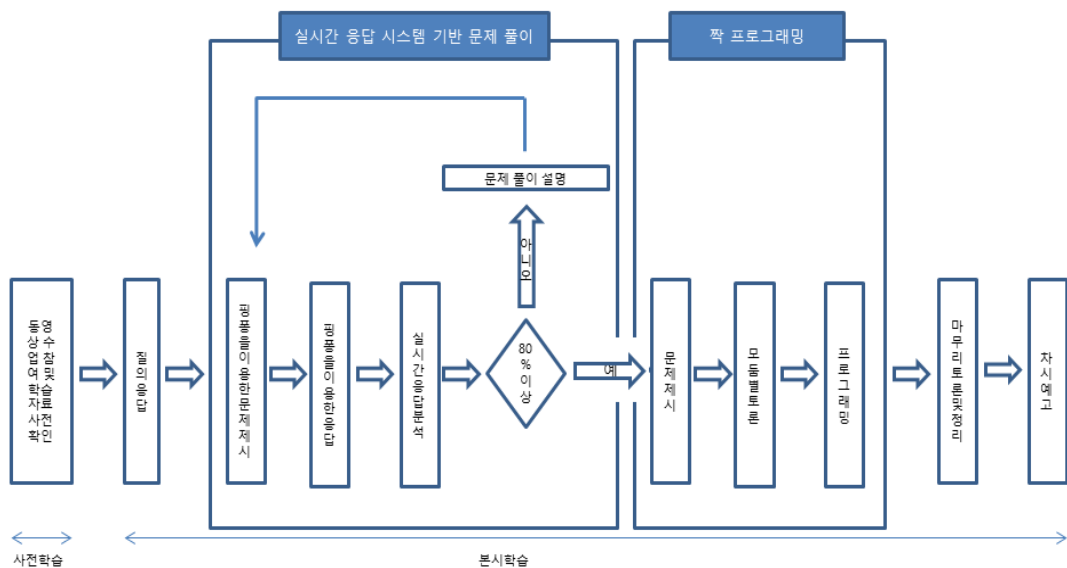 실시간 응답 시스템 기반 문제 풀이
짝 프로그래밍
문제 풀이 설명
아니오
동영
상수
업참
여및
학습
자료
사전
확인
질의응답
핑퐁을이용한문제제시
핑퐁을이용한응답
실시간응답분석
80%이상
예
문제제시
모둠별토론
프로그래밍
마무리토론및정리
차시예고
사전학습
본시학습